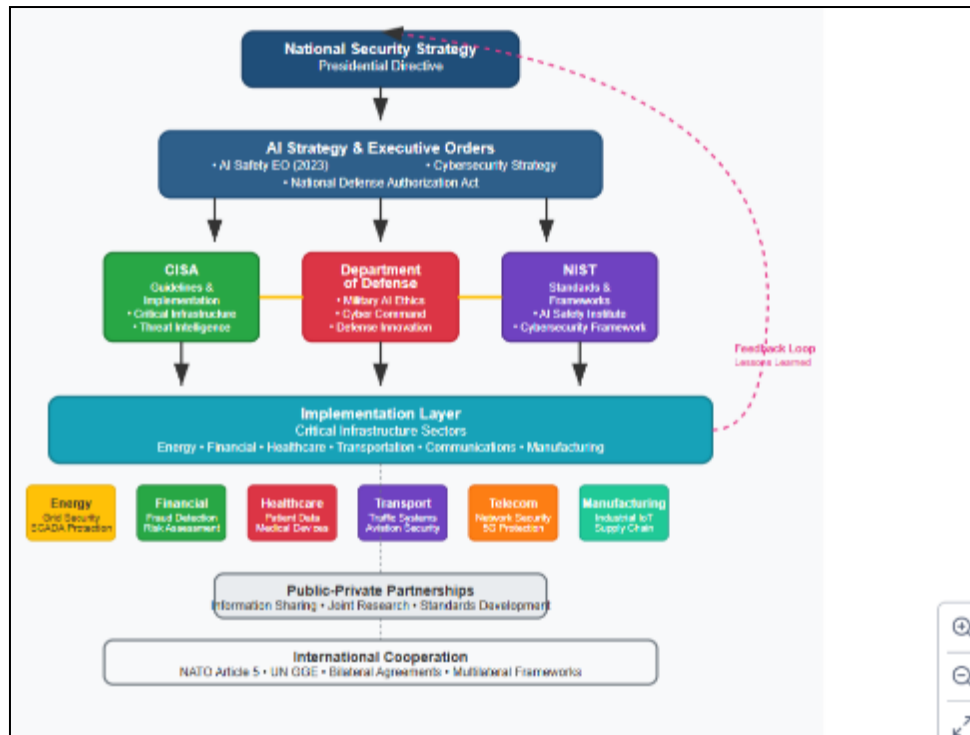 National Security Strategy
Presidential Directive
AI Strategy & Executive Orders
• AI Safety EO (2023) • Cybersecurity Strategy
• National Defense Authorization Act
CISA
Guidelines &
Implementation
• Critical Infrastructure
• Threat Intelligence
Department
of Defense
• Military AI Ethics
• Cyber Command
• Defense Innovation
NIST
Standards &
Frameworks
• AI Safety Institute
• Cybersecurity Framework
Feedback Loop
Lessons Learned
Implementation Layer
Critical Infrastructure Sectors
Energy • Financial • Healthcare • Transportation • Communications • Manufacturing
Energy
Grid Security
SCADA Protection
Financial
Fraud Detection
Risk Assessment
Healthcare
Patient Data
Medical Devices
Transport
Traffic Systems
Aviation Security
Telecom
Network Security
5G Protection
Manufacturing
Industrial IoT
Supply Chain
Public-Private Partnerships
Information Sharing • Joint Research • Standards Development
International Cooperation
NATO Article 5 • UN GGE • Bilateral Agreements • Multilateral Frameworks